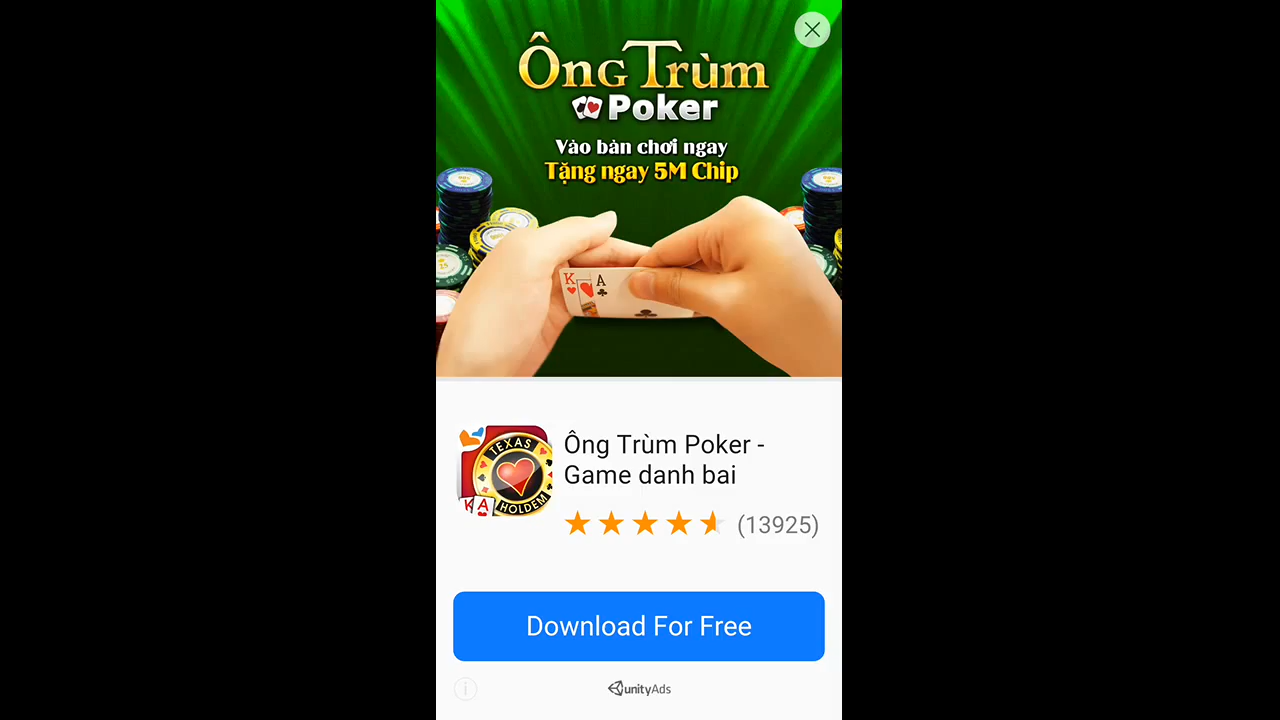 Ông Trùm
Poker
Vào bàn chơi ngay
Tặng ngay 5M Chip
K A
TEXAS
HOLDEM
K A
Ông Trùm Poker -
Game danh bai
(13925)
Download For Free
i
unityAds